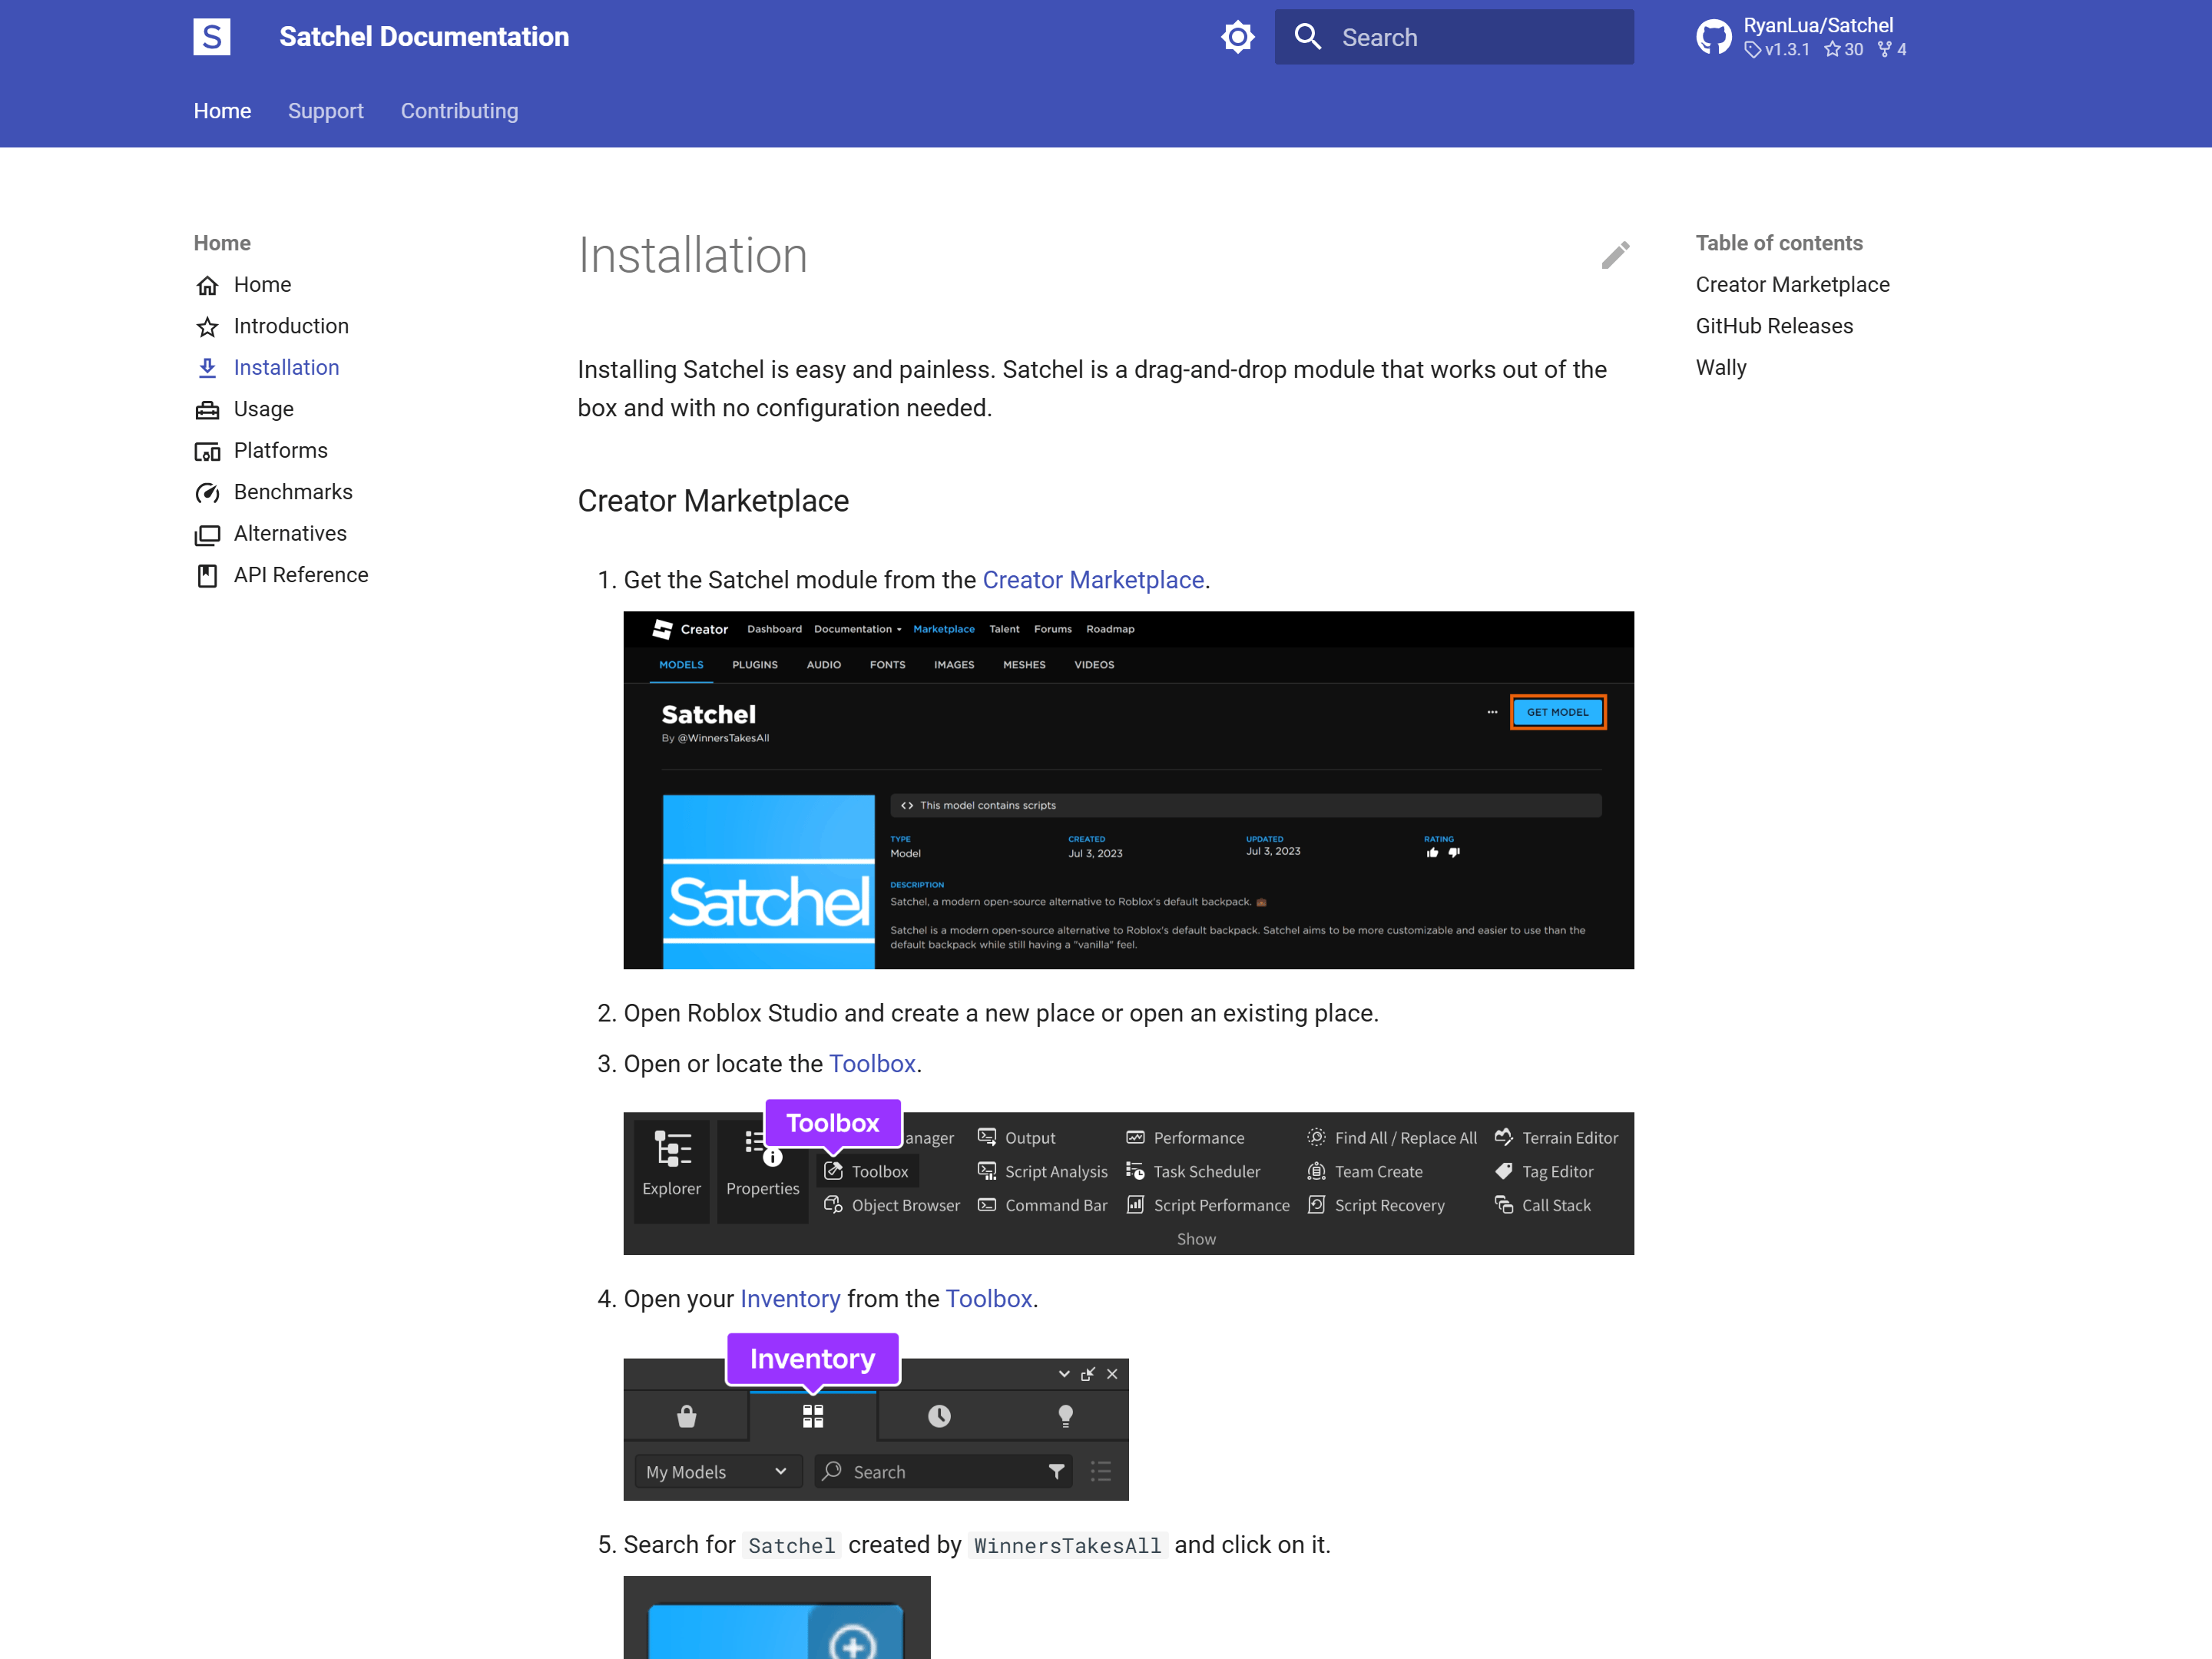 S
Satchel Documentation
Search
RyanLua/Satchel
v1.3.1 30 4
Home Support Contributing
Home
Home
Introduction
Installation
Usage
Platforms
Benchmarks
Alternatives
API Reference
Installation
Installing Satchel is easy and painless. Satchel is a drag-and-drop module that works out of the
box and with no configuration needed.
Creator Marketplace
1. Get the Satchel module from the Creator Marketplace.
Creator Dashboard Documentation Marketplace Talent Forums Roadmap
MODELS PLUGINS AUDIO FONTS IMAGES MESHES VIDEOS
Satchel
By @WinnersTakesAll
... GET MODEL
Satchel
<> This model contains scripts
TYPE CREATED UPDATED RATING
Model Jul 3, 2023 Jul 3, 2023
DESCRIPTION
Satchel, a modern open-source alternative to Roblox's default backpack. 💼
Satchel is a modern open-source alternative to Roblox's default backpack. Satchel aims to be more customizable and easier to use than the
default backpack while still having a "vanilla" feel.
2. Open Roblox Studio and create a new place or open an existing place.
3. Open or locate the Toolbox.
Toolbox
Explorer Properties
anager Output Performance Find All / Replace All Terrain Editor
Toolbox Script Analysis Task Scheduler Team Create Tag Editor
Object Browser Command Bar Script Performance Script Recovery Call Stack
Show
4. Open your Inventory from the Toolbox.
Inventory
My Models Search
5. Search for Satchel created by WinnersTakesAll and click on it.
Table of contents
Creator Marketplace
GitHub Releases
Wally